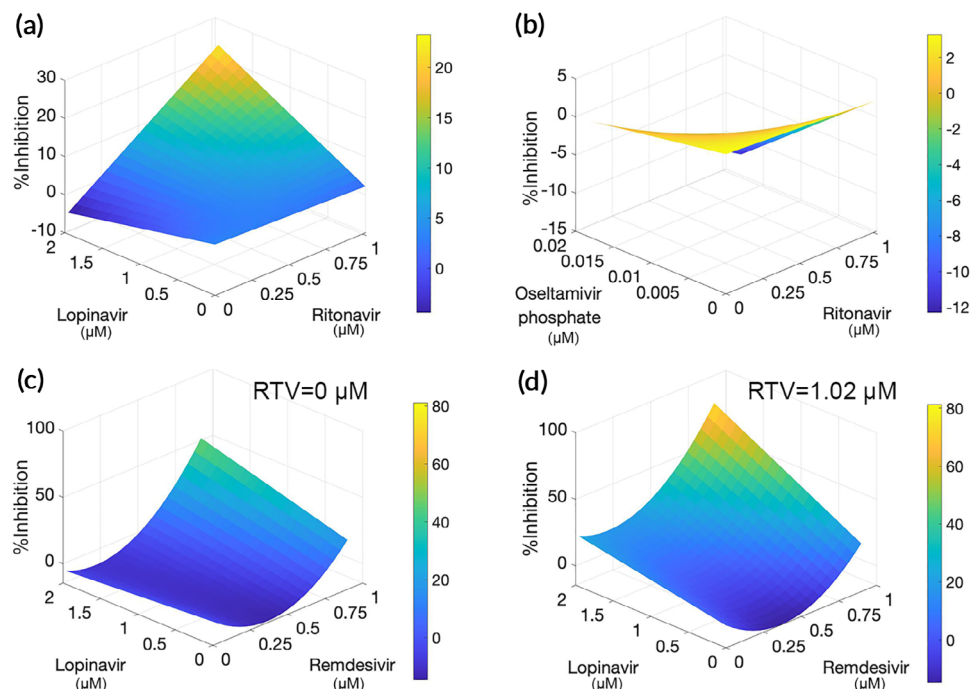 (a)
%Inhibition
30
20
10
0
-10
2
1.5
1
0.5
0
0
0.25
0.5
0.75
1
Lopinavir
(µM)
Ritonavir
(µM)
20
15
10
5
0
(b)
%Inhibition
5
0
-5
-10
-15
0.02
0.015
0.01
0.005
0
0
0.25
0.5
0.75
1
Oseltamivir
phosphate
(µM)
Ritonavir
(µM)
2
0
-2
-4
-6
-8
-10
-12
(c)
RTV=0 µM
%Inhibition
100
50
0
2
1.5
1
0.5
0
0
0.25
0.5
0.75
1
Lopinavir
(µM)
Remdesivir
(µM)
80
60
40
20
0
(d)
RTV=1.02 µM
%Inhibition
100
50
0
2
1.5
1
0.5
0
0
0.25
0.5
0.75
1
Lopinavir
(µM)
Remdesivir
(µM)
80
60
40
20
0